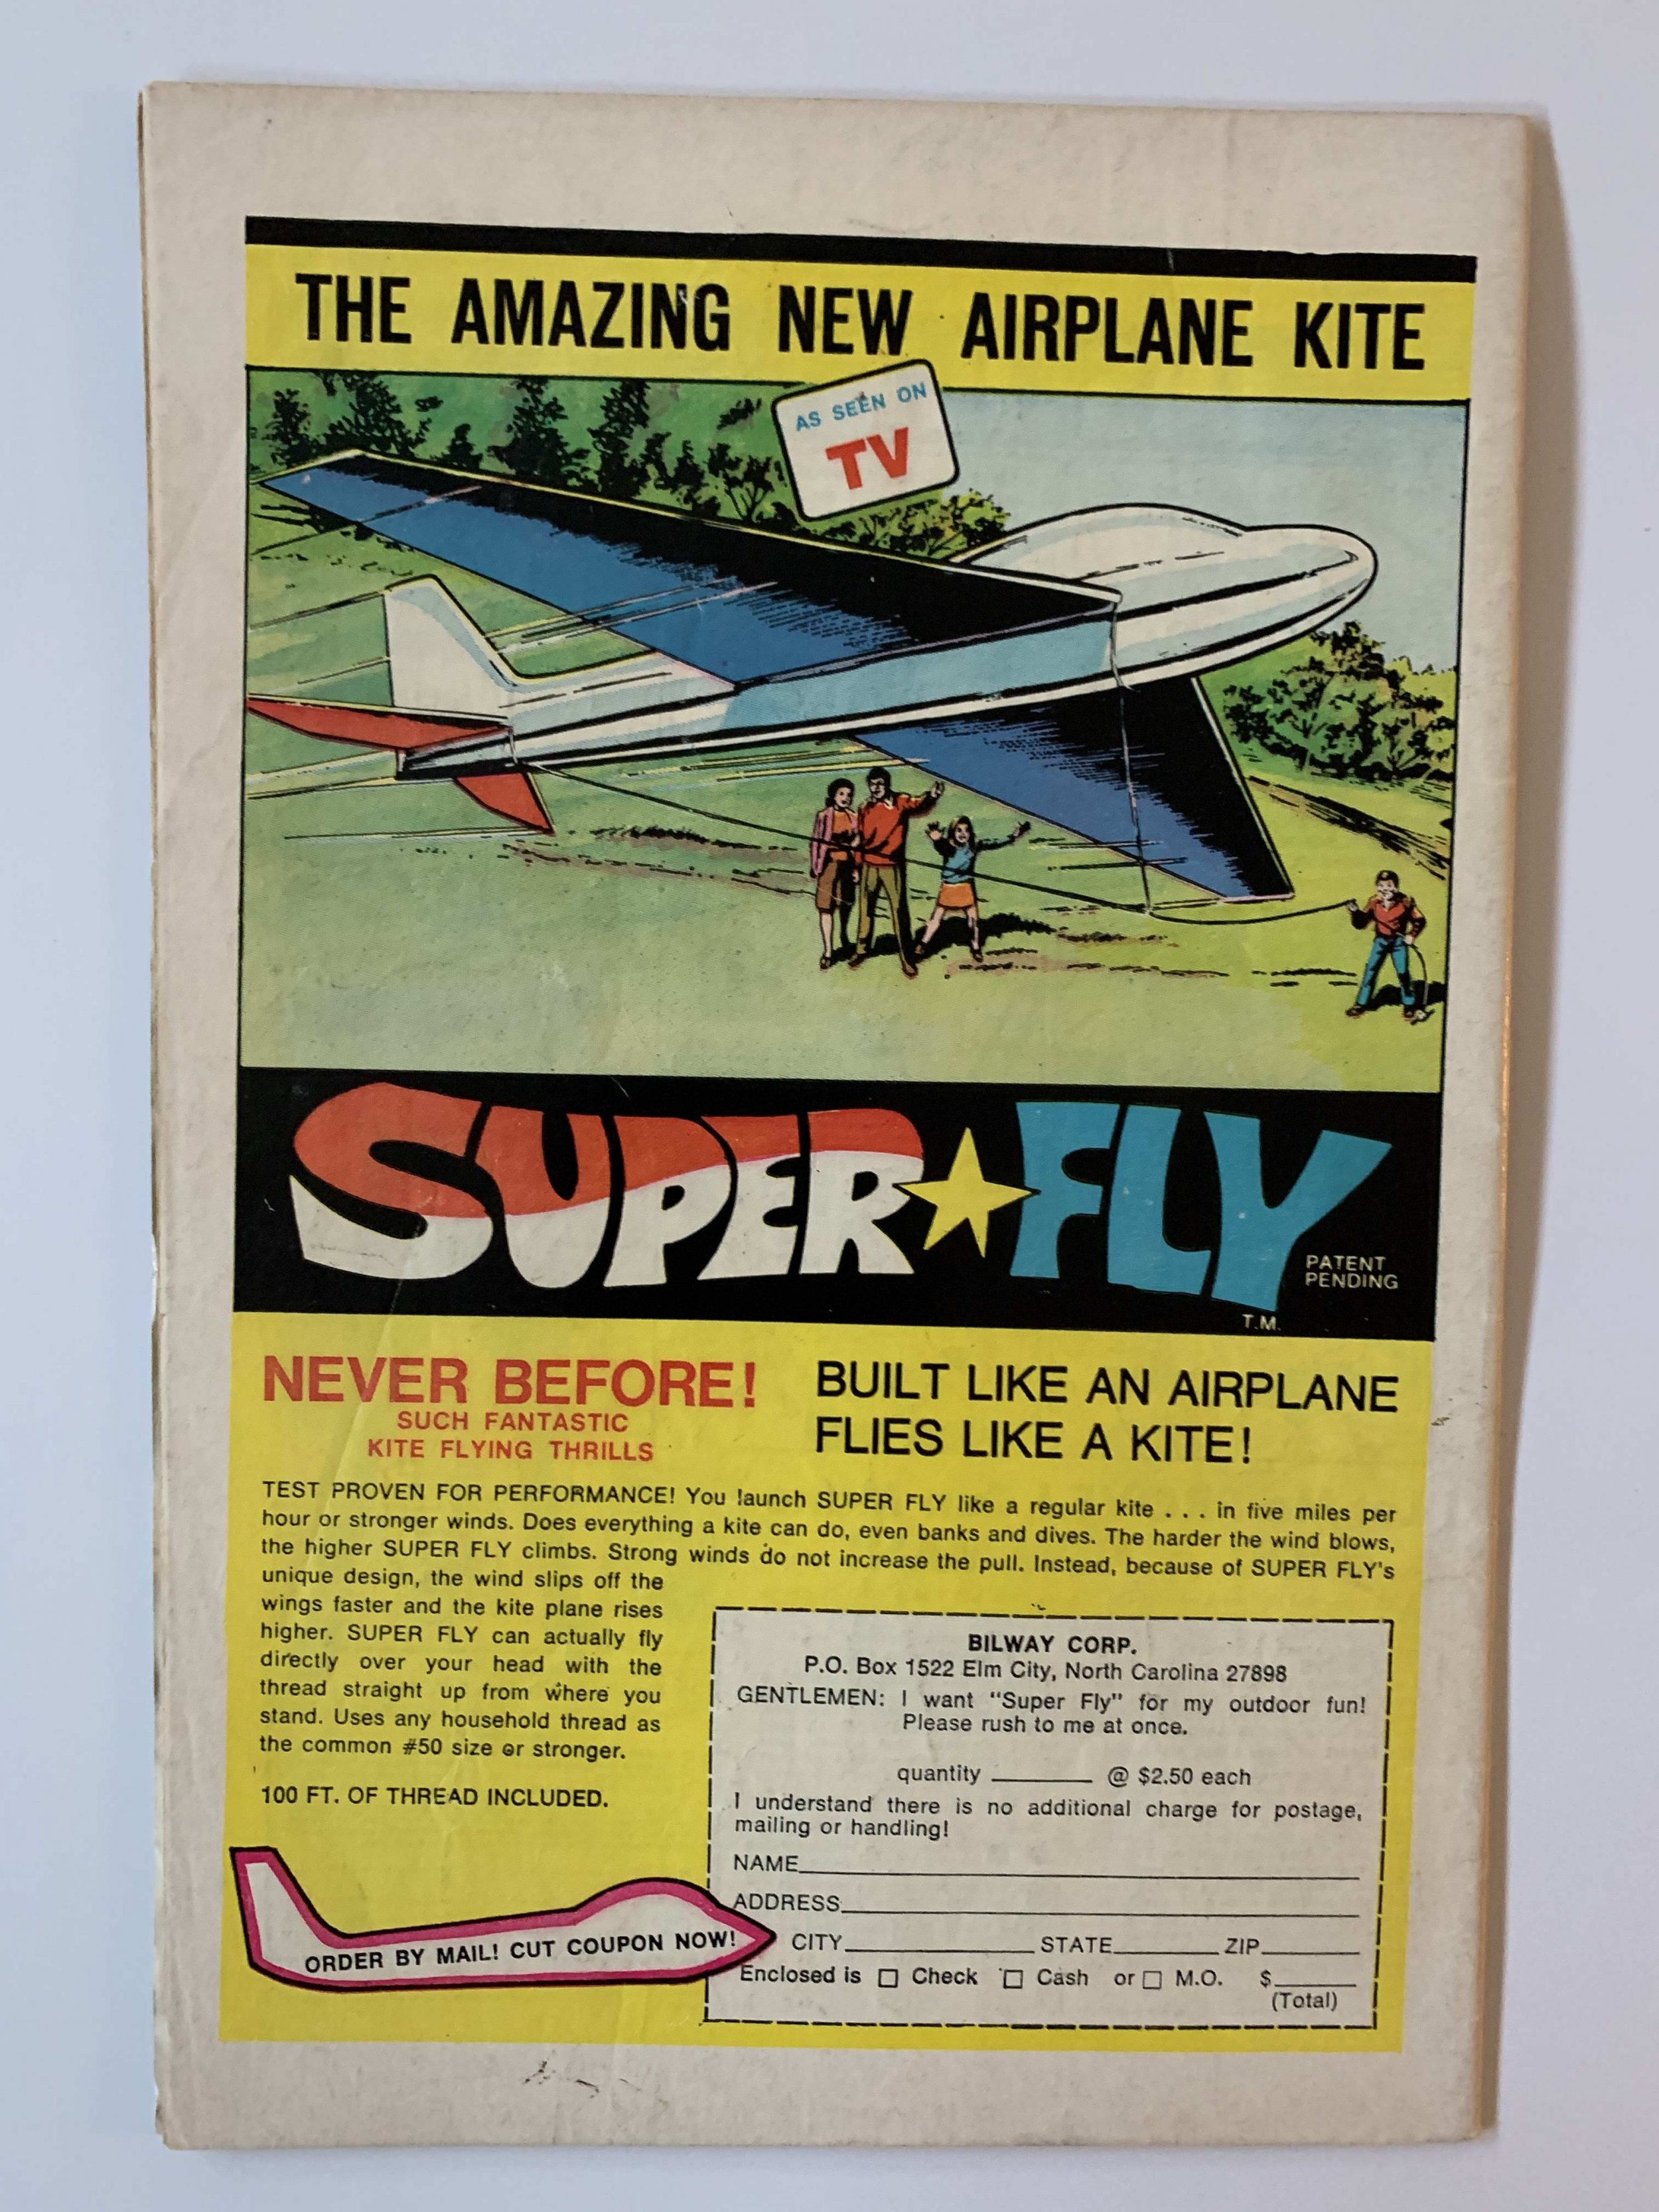 THE AMAZING NEW AIRPLANE KITE
AS SEEN ON
TV
SUPER FLY
PATENT
PENDING
T.M.
NEVER BEFORE!
SUCH FANTASTIC
KITE FLYING THRILLS
BUILT LIKE AN AIRPLANE
FLIES LIKE A KITE!
TEST PROVEN FOR PERFORMANCE! You launch SUPER FLY like a regular kite . . . in five miles per
hour or stronger winds. Does everything a kite can do, even banks and dives. The harder the wind blows,
the higher SUPER FLY climbs. Strong winds do not increase the pull. Instead, because of SUPER FLY's
unique design, the wind slips off the
wings faster and the kite plane rises
higher. SUPER FLY can actually fly
directly over your head with the
thread straight up from where you
stand. Uses any household thread as
the common #50 size or stronger.
100 FT. OF THREAD INCLUDED.
ORDER BY MAIL! CUT COUPON NOW!
BILWAY CORP.
P.O. Box 1522 Elm City, North Carolina 27898
GENTLEMEN: I want "Super Fly" for my outdoor fun!
Please rush to me at once.
quantity ______ @ $2.50 each
I understand there is no additional charge for postage,
mailing or handling!
NAME
ADDRESS
CITY STATE ZIP
Enclosed is □ Check □ Cash or □ M.O. $
(Total)